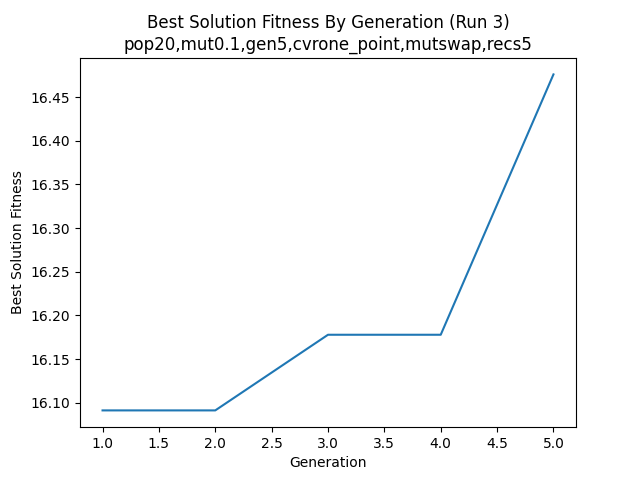 Best Solution Fitness By Generation (Run 3)
pop20,mut0.1,gen5,cvrone_point,mutswap,recs5
Best Solution Fitness
16.45
16.40
16.35
16.30
16.25
16.20
16.15
16.10
1.0 1.5 2.0 2.5 3.0 3.5 4.0 4.5 5.0
Generation